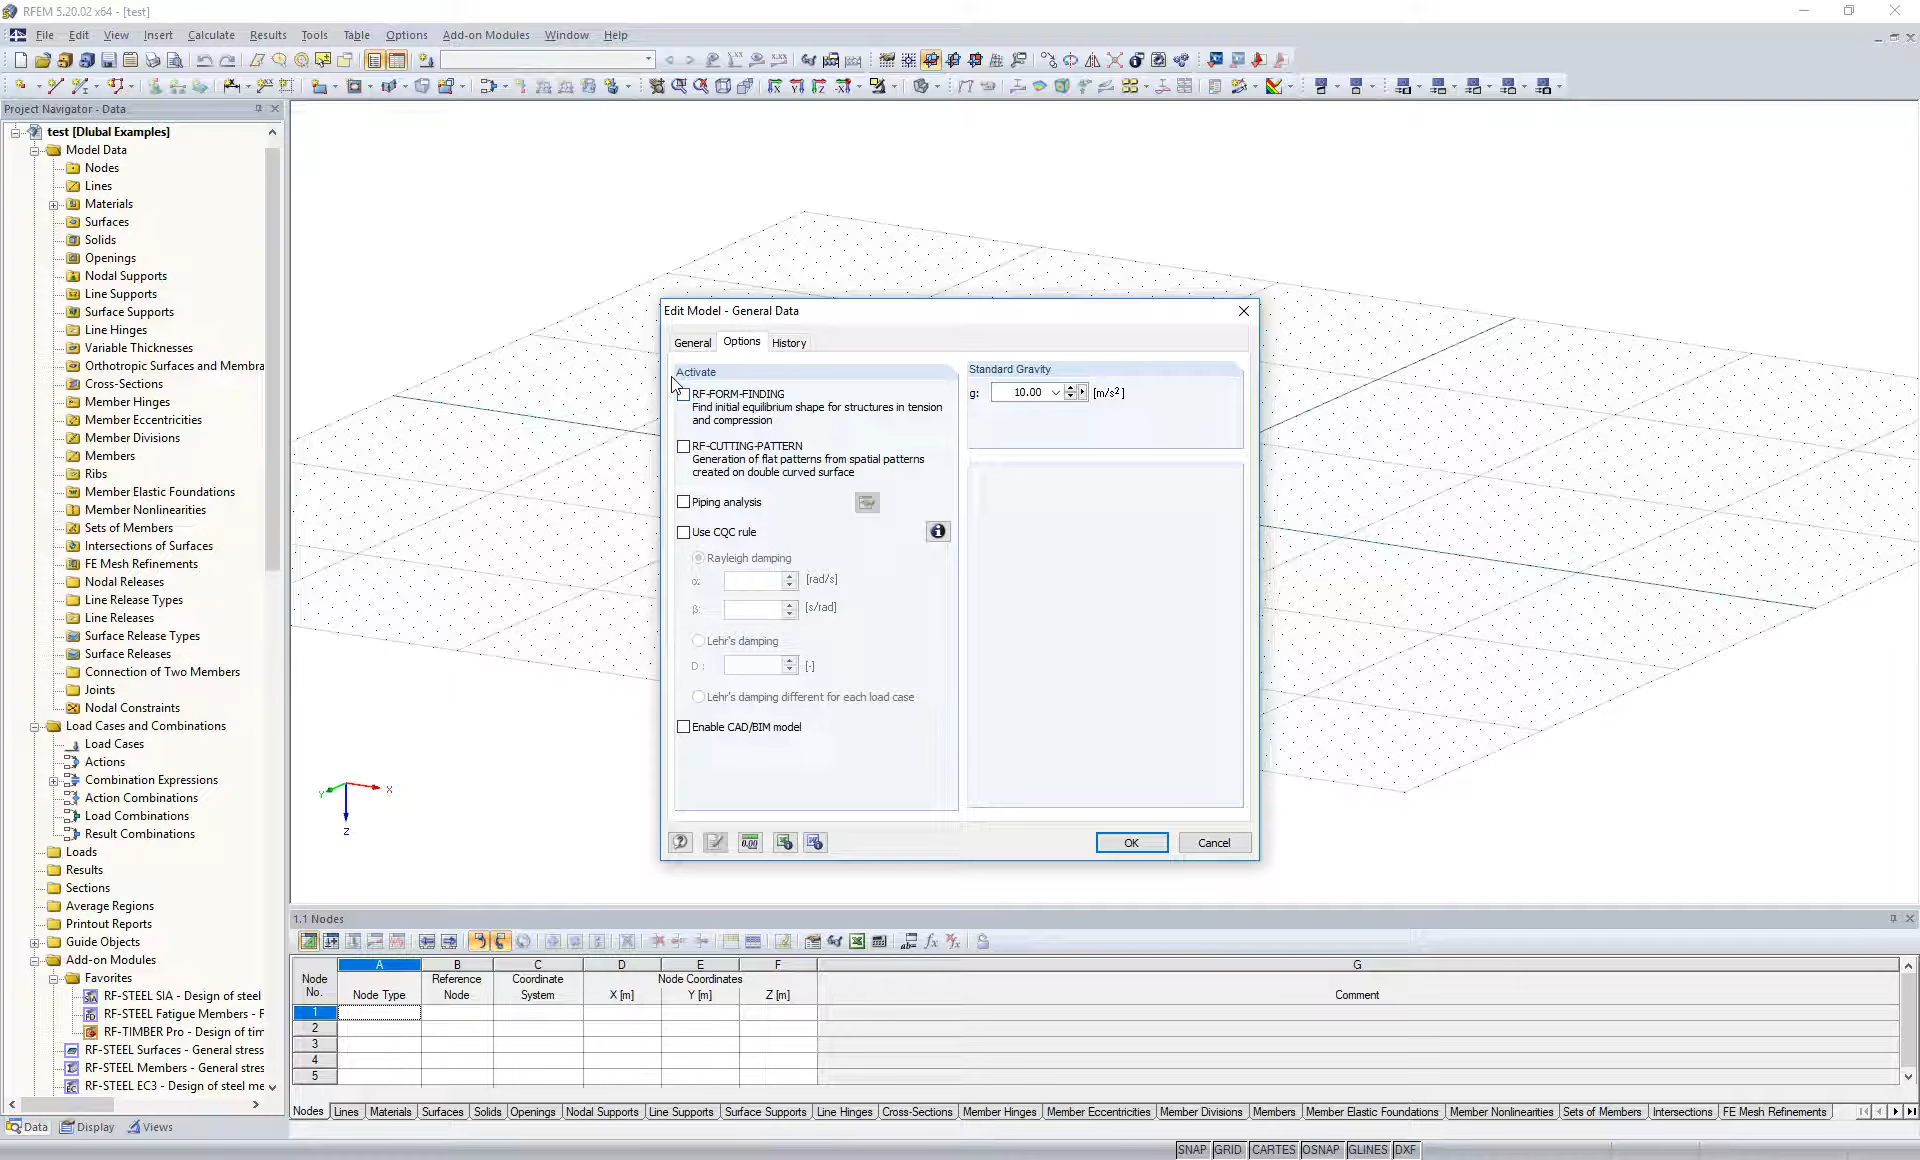 RFEM 5.20.02 x64 - [test]
File Edit View Insert Calculate Results Tools Table Options Add-on Modules Window Help
Project Navigator - Data
test [Dlubal Examples]
Model Data
Nodes
Lines
Materials
Surfaces
Solids
Openings
Nodal Supports
Line Supports
Surface Supports
Line Hinges
Variable Thicknesses
Orthotropic Surfaces and Membra
Cross-Sections
Member Hinges
Member Eccentricities
Member Divisions
Members
Ribs
Member Elastic Foundations
Member Nonlinearities
Sets of Members
Intersections of Surfaces
FE Mesh Refinements
Nodal Releases
Line Release Types
Line Releases
Surface Release Types
Surface Releases
Connection of Two Members
Joints
Nodal Constraints
Load Cases and Combinations
Load Cases
Actions
Combination Expressions
Action Combinations
Load Combinations
Result Combinations
Loads
Results
Sections
Average Regions
Printout Reports
Guide Objects
Add-on Modules
Favorites
RF-STEEL SIA - Design of steel
RF-STEEL Fatigue Members - F
RF-TIMBER Pro - Design of tim
RF-STEEL Surfaces - General stress
RF-STEEL Members - General stres
RF-STEEL EC3 - Design of steel me
Data Display Views
X
Y
Z
Edit Model - General Data
General Options History
Activate
RF-FORM-FINDING
Find initial equilibrium shape for structures in tension
and compression
RF-CUTTING-PATTERN
Generation of flat patterns from spatial patterns
created on double curved surface
Piping analysis
Use CQC rule
Rayleigh damping
α: [rad/s]
β: [s/rad]
Lehr's damping
D : [-]
Lehr's damping different for each load case
Enable CAD/BIM model
Standard Gravity
g: 10.00 [m/s²]
OK Cancel
1.1 Nodes
A B C D E F G
Node Reference Coordinate Node Coordinates
No. Node Type Node System X [m] Y [m] Z [m] Comment
1
2
3
4
5
Nodes Lines Materials Surfaces Solids Openings Nodal Supports Line Supports Surface Supports Line Hinges Cross-Sections Member Hinges Member Eccentricities Member Divisions Members Member Elastic Foundations Member Nonlinearities Sets of Members Intersections FE Mesh Refinements
SNAP GRID CARTES OSNAP GLINES DXF